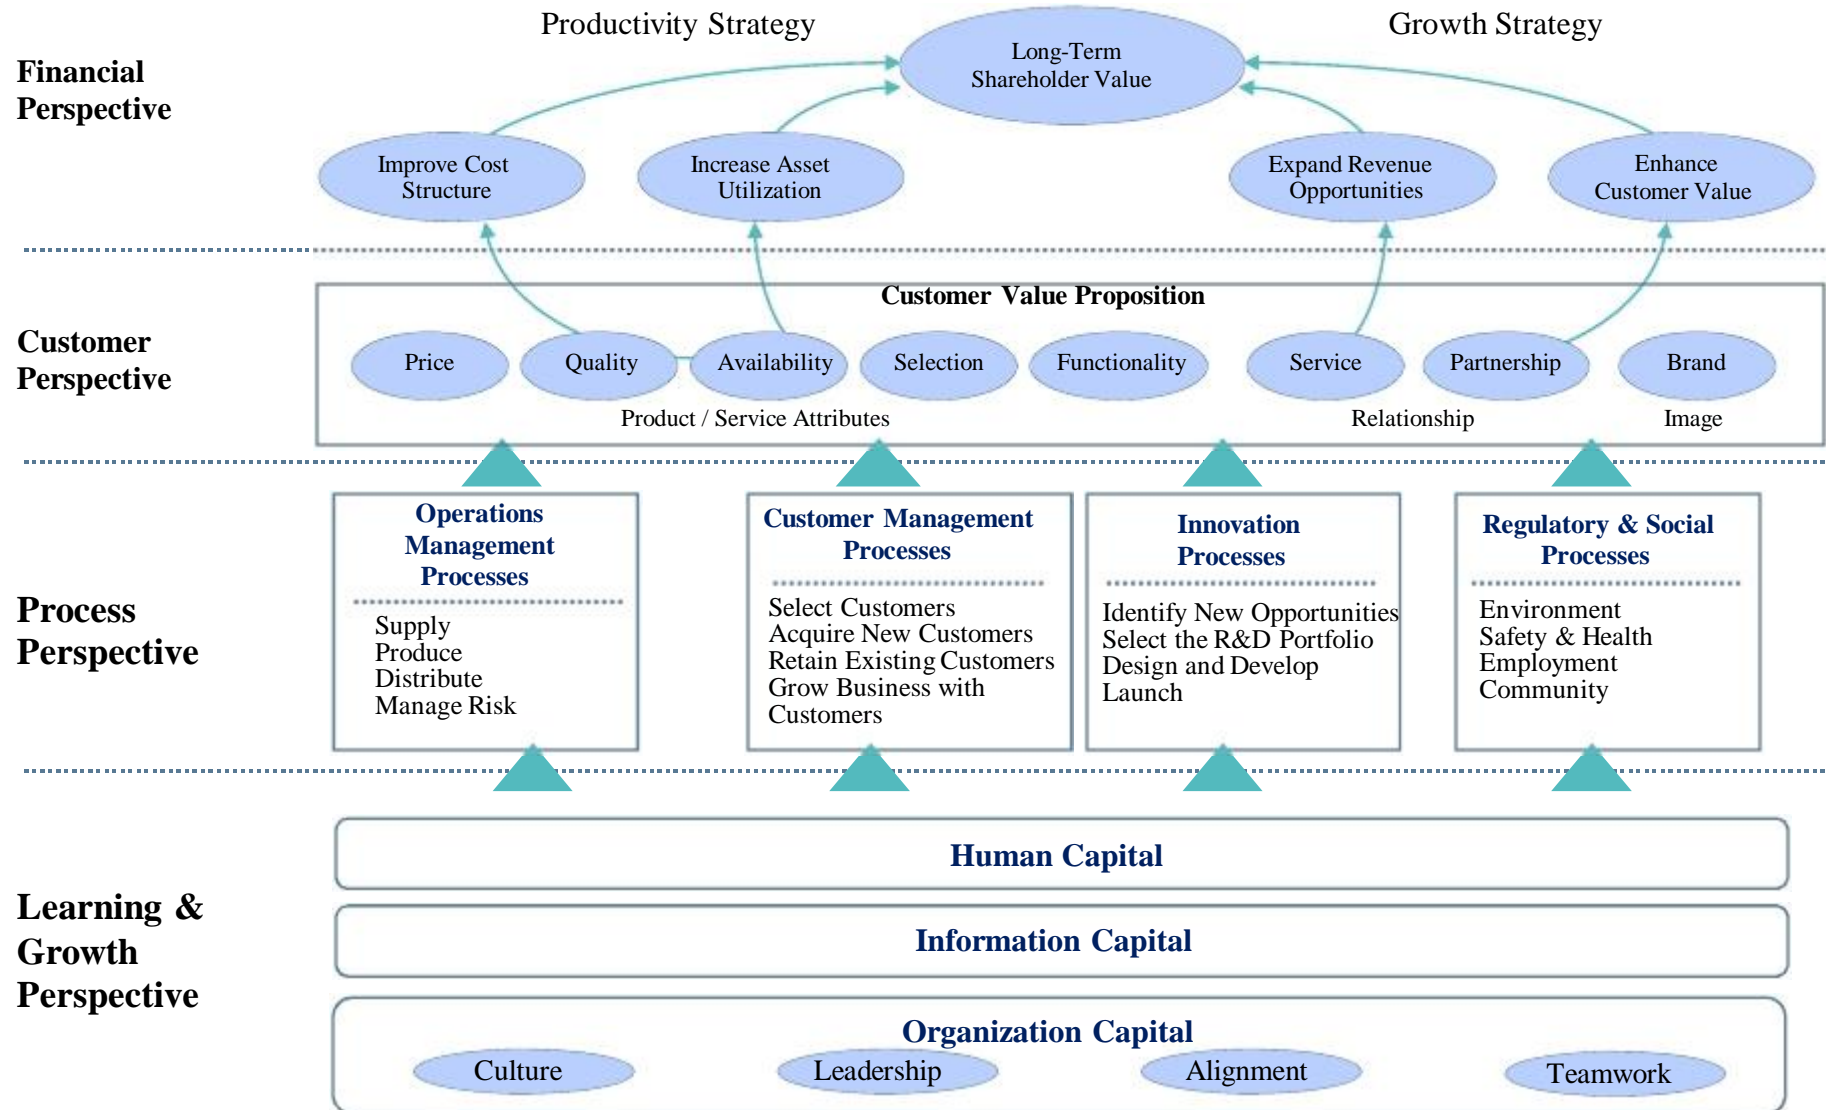 Productivity Strategy
Growth Strategy
Financial
Perspective
Long-Term
Shareholder Value
Improve Cost
Structure
Increase Asset
Utilization
Expand Revenue
Opportunities
Enhance
Customer Value
Customer
Perspective
Customer Value Proposition
Price
Quality
Availability
Selection
Functionality
Service
Partnership
Brand
Product / Service Attributes
Relationship
Image
Process
Perspective
Operations
Management
Processes
Supply
Produce
Distribute
Manage Risk
Customer Management
Processes
Select Customers
Acquire New Customers
Retain Existing Customers
Grow Business with
Customers
Innovation
Processes
Identify New Opportunities
Select the R&D Portfolio
Design and Develop
Launch
Regulatory & Social
Processes
Environment
Safety & Health
Employment
Community
Learning &
Growth
Perspective
Human Capital
Information Capital
Organization Capital
Culture
Leadership
Alignment
Teamwork